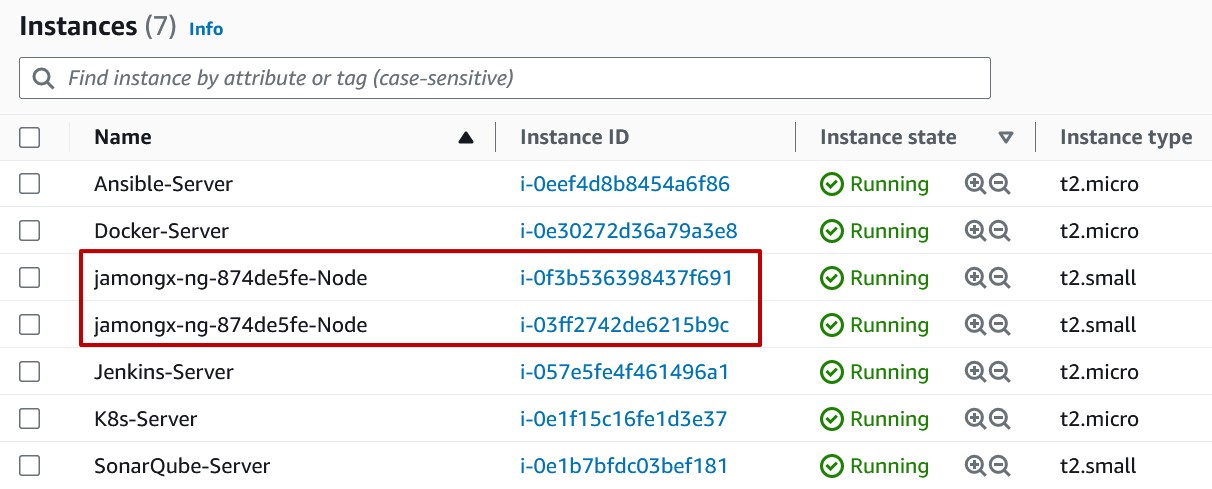 Instances (7) Info
Find instance by attribute or tag (case-sensitive)
Name Instance ID Instance state Instance type
Ansible-Server i-0eef4d8b8454a6f86 Running t2.micro
Docker-Server i-0e30272d36a79a3e8 Running t2.micro
jamongx-ng-874de5fe-Node i-0f3b536398437f691 Running t2.small
jamongx-ng-874de5fe-Node i-03ff2742de6215b9c Running t2.small
Jenkins-Server i-057e5fe4f461496a1 Running t2.micro
K8s-Server i-0e1f15c16fe1d3e37 Running t2.micro
SonarQube-Server i-0e1b7bfdc03bef181 Running t2.small